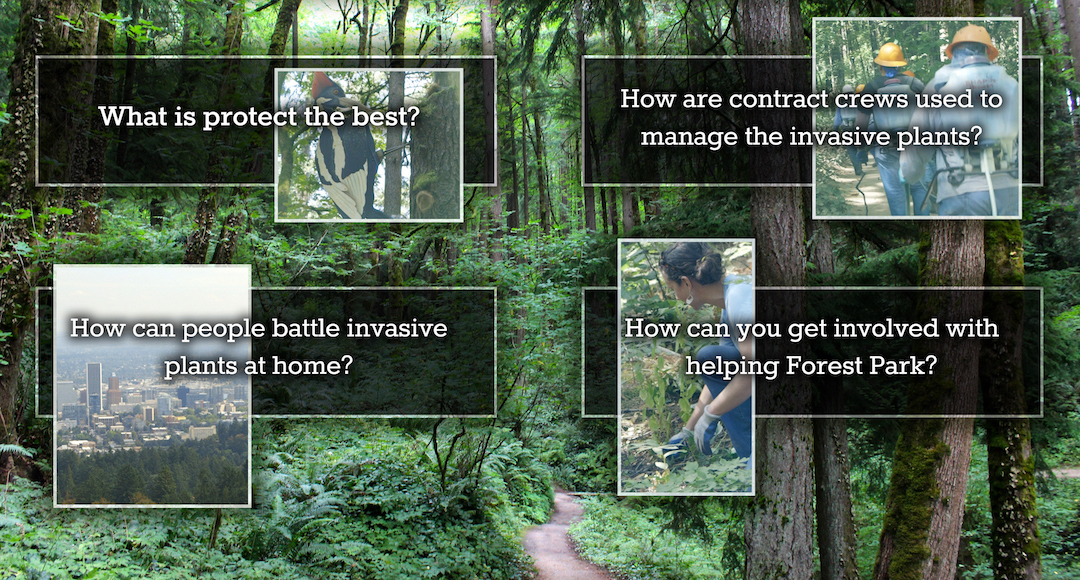 What is protect the best?
How are contract crews used to
manage the invasive plants?
How can people battle invasive
plants at home?
How can you get involved with
helping Forest Park?